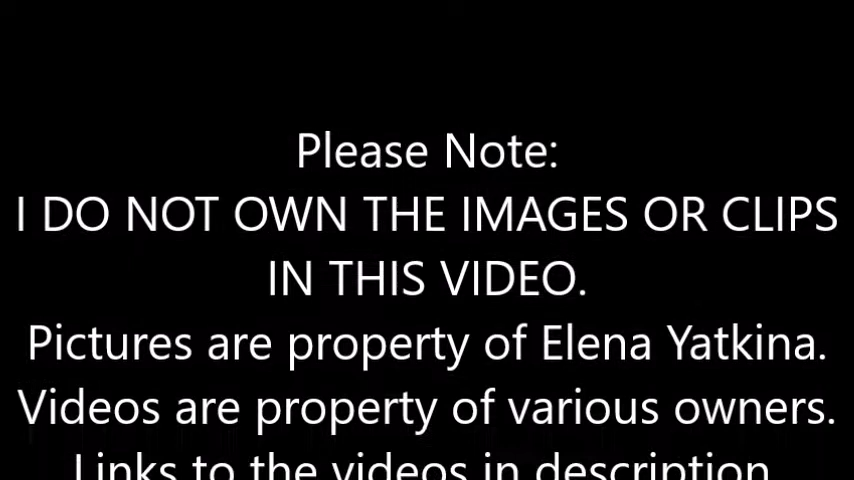 Please Note:
I DO NOT OWN THE IMAGES OR CLIPS
IN THIS VIDEO.
Pictures are property of Elena Yatkina.
Videos are property of various owners.
Links to the videos in description.